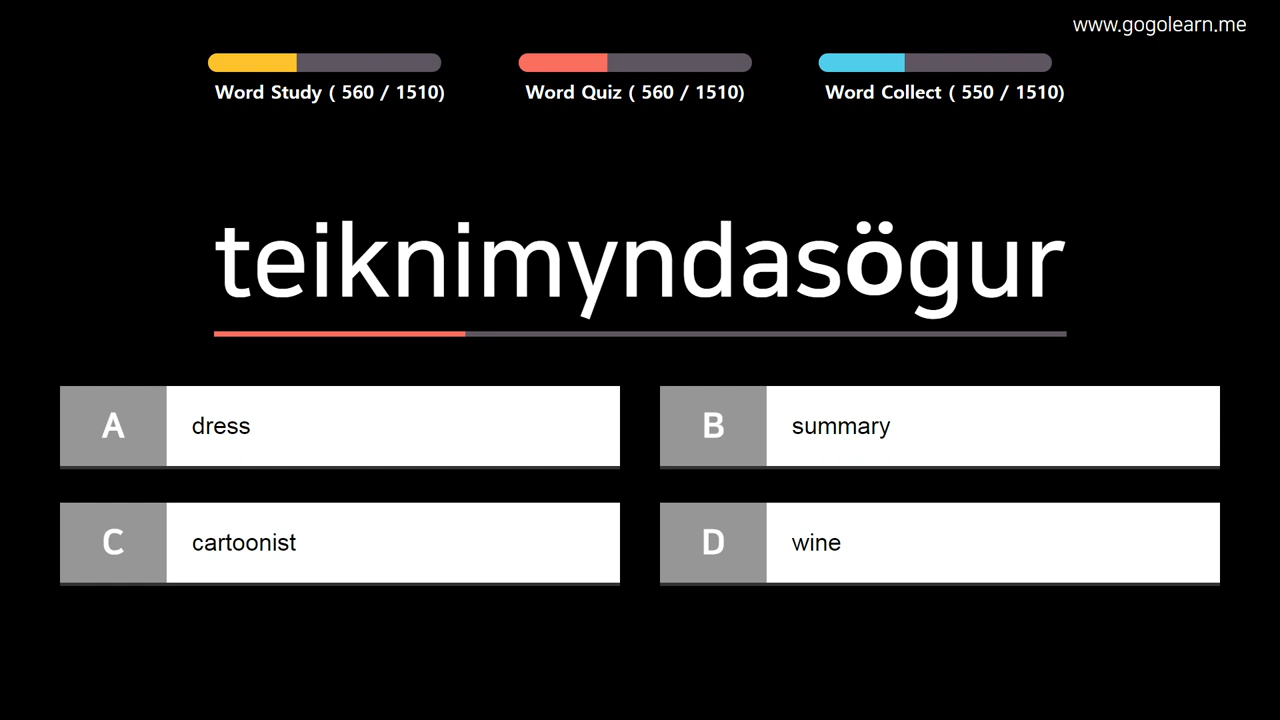 www.gogolearn.me
Word Study ( 560 / 1510)
Word Quiz ( 560 / 1510)
Word Collect ( 550 / 1510)
teiknimyndasögur
A
dress
B
summary
C
cartoonist
D
wine